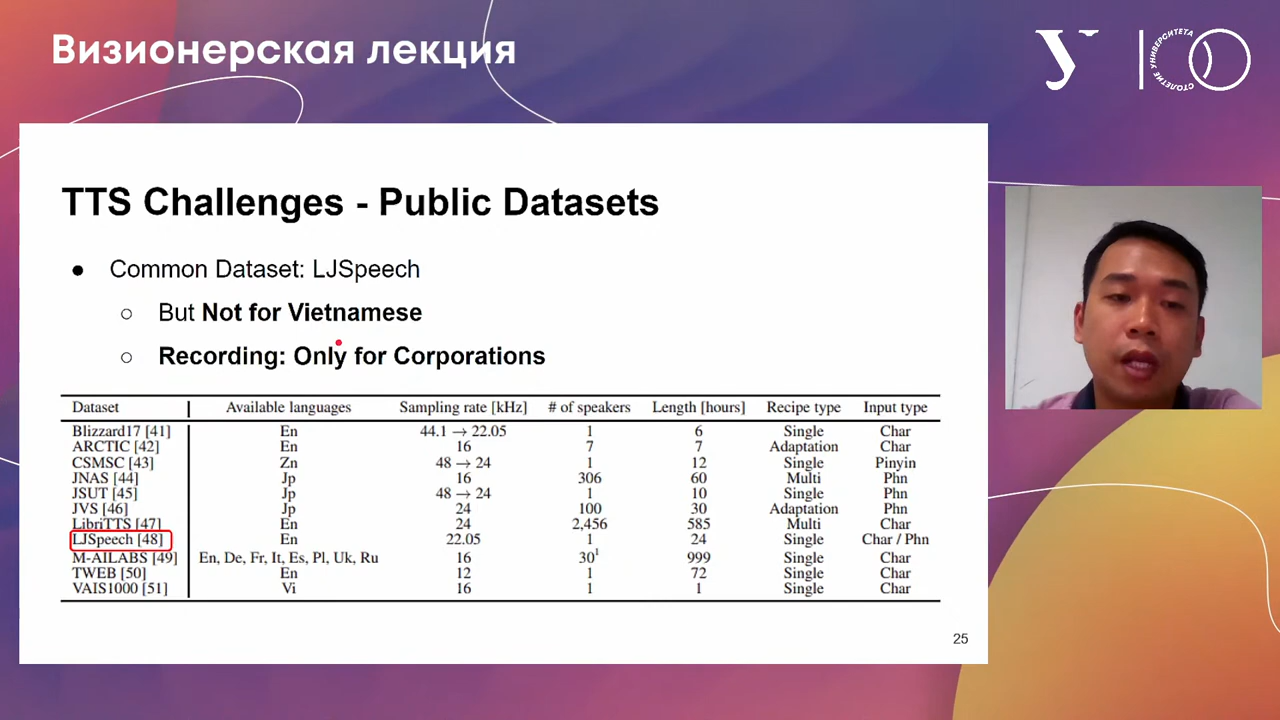 Визионерская лекция
У
СТОЛЕТИЕ УНИВЕРСИТЕТА
TTS Challenges - Public Datasets
● Common Dataset: LJSpeech
○ But Not for Vietnamese
○ Recording: Only for Corporations
Dataset Available languages Sampling rate [kHz] # of speakers Length [hours] Recipe type Input type
Blizzard17 [41] En 44.1 → 22.05 1 6 Single Char
ARCTIC [42] En 16 7 7 Adaptation Char
CSMSC [43] Zn 48 → 24 1 12 Single Pinyin
JNAS [44] Jp 16 306 60 Multi Phn
JSUT [45] Jp 48 → 24 1 10 Single Phn
JVS [46] Jp 24 100 30 Adaptation Phn
LibriTTS [47] En 24 2,456 585 Multi Char
LJSpeech [48] En 22.05 1 24 Single Char / Phn
M-AILABS [49] En, De, Fr, It, Es, Pl, Uk, Ru 16 30¹ 999 Single Char
TWEB [50] En 12 1 72 Single Char
VAIS1000 [51] Vi 16 1 1 Single Char
25